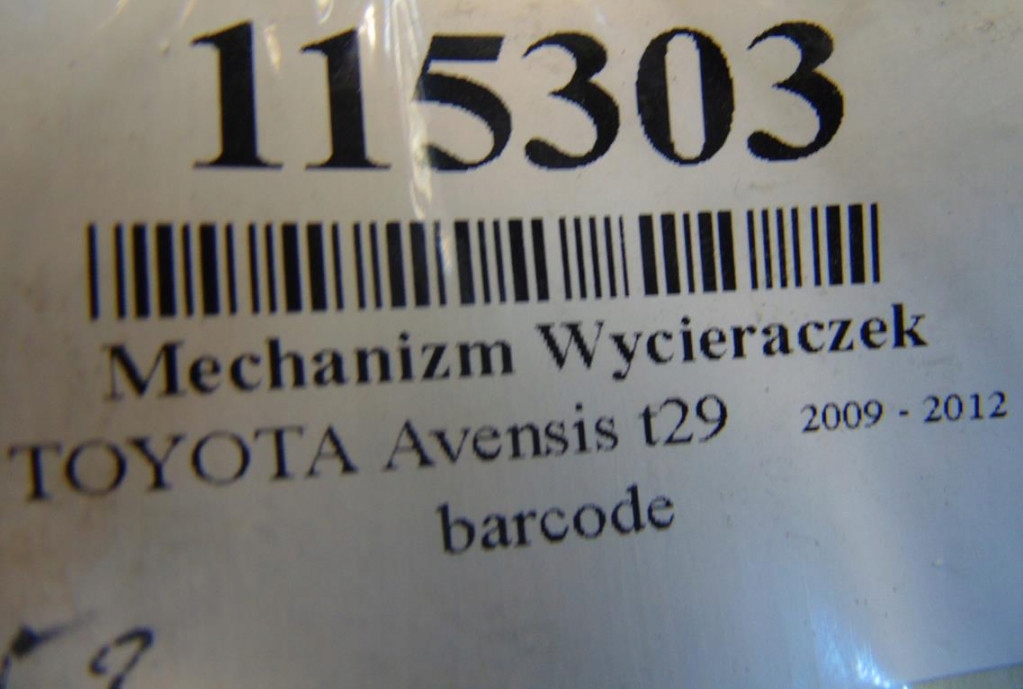 115303
Mechanizm Wycieraczek
TOYOTA Avensis t29 2009 - 2012
barcode